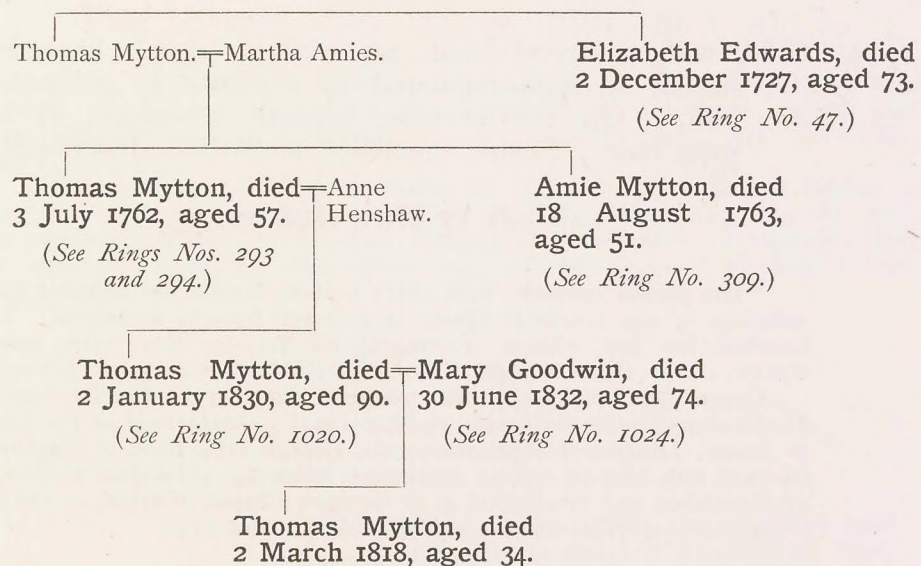 Thomas Mytton. Martha Amies.
Elizabeth Edwards, died
2 December 1727, aged 73.
(See Ring No. 47.)
Thomas Mytton, died
3 July 1762, aged 57.
(See Rings Nos. 293
and 294.)
Anne
Henshaw.
Amie Mytton, died
18 August 1763,
aged 51.
(See Ring No. 309.)
Thomas Mytton, died
2 January 1830, aged 90.
(See Ring No. 1020.)
Mary Goodwin, died
30 June 1832, aged 74.
(See Ring No. 1024.)
Thomas Mytton, died
2 March 1818, aged 34.